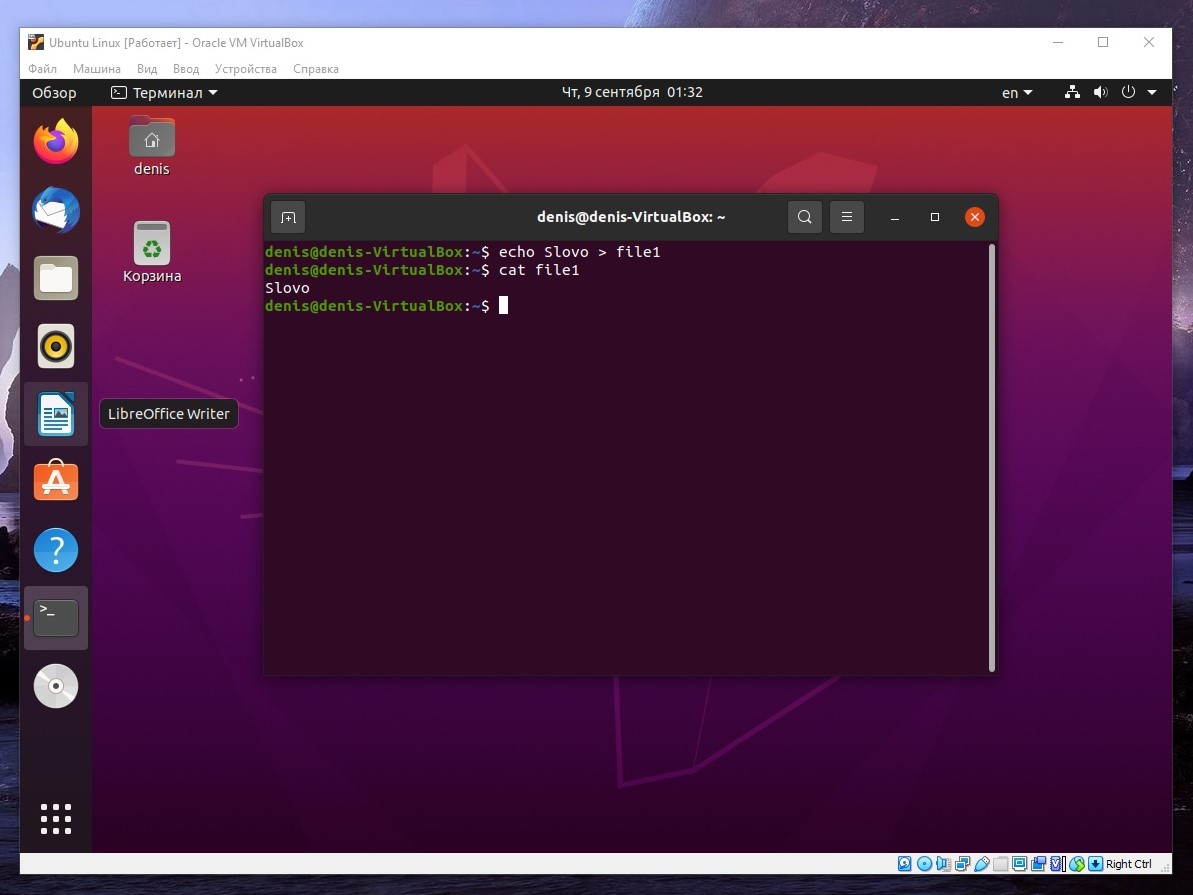 Ubuntu Linux [Работает] - Oracle VM VirtualBox
Файл Машина Вид Ввод Устройства Справка
Обзор Терминал Чт, 9 сентября 01:32 en
denis
Корзина
denis@denis-VirtualBox: ~
denis@denis-VirtualBox:~$ echo Slovo > file1
denis@denis-VirtualBox:~$ cat file1
Slovo
denis@denis-VirtualBox:~$
LibreOffice Writer
Right Ctrl